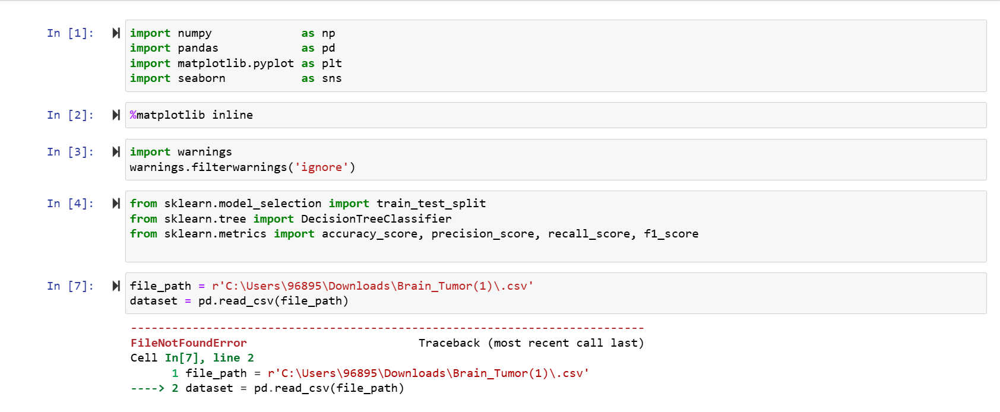 In [1]:
import numpy             as np
import pandas            as pd
import matplotlib.pyplot as plt
import seaborn           as sns
In [2]:
%matplotlib inline
In [3]:
import warnings
warnings.filterwarnings('ignore')
In [4]:
from sklearn.model_selection import train_test_split
from sklearn.tree import DecisionTreeClassifier
from sklearn.metrics import accuracy_score, precision_score, recall_score, f1_score
In [7]:
file_path = r'C:\Users\96895\Downloads\Brain_Tumor(1)\.csv'
dataset = pd.read_csv(file_path)
---------------------------------------------------------------------------
FileNotFoundError                         Traceback (most recent call last)
Cell In[7], line 2
      1 file_path = r'C:\Users\96895\Downloads\Brain_Tumor(1)\.csv'
----> 2 dataset = pd.read_csv(file_path)